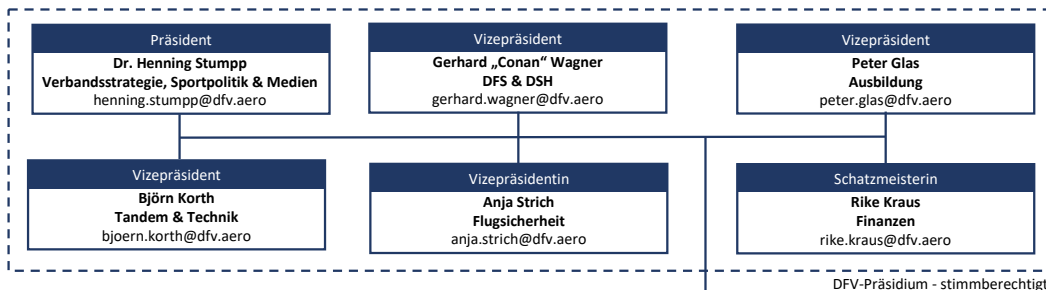 Präsident
Dr. Henning Stumpp
Verbandsstrategie, Sportpolitik & Medien
henning.stumpp@dfv.aero
Vizepräsident
Gerhard „Conan“ Wagner
DFS & DSH
gerhard.wagner@dfv.aero
Vizepräsident
Peter Glas
Ausbildung
peter.glas@dfv.aero
Vizepräsident
Björn Korth
Tandem & Technik
bjoern.korth@dfv.aero
Vizepräsidentin
Anja Strich
Flugsicherheit
anja.strich@dfv.aero
Schatzmeisterin
Rike Kraus
Finanzen
rike.kraus@dfv.aero
DFV-Präsidium - stimmberechtigt